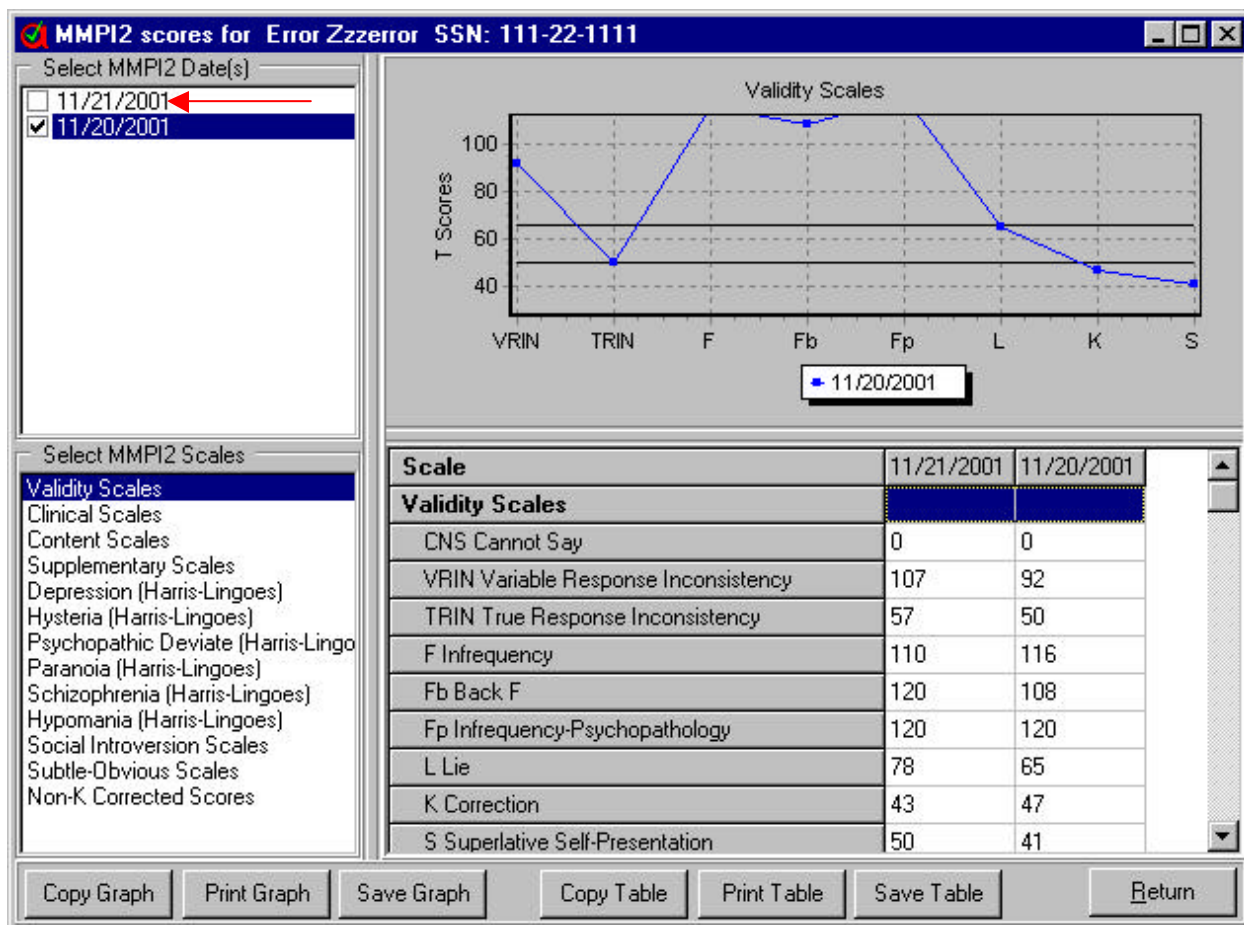 MMPI2 scores for Error Zzzerror SSN: 111-22-1111
Select MMPI2 Date(s)
11/21/2001
11/20/2001
Validity Scales
T Scores
100
80
60
40
VRIN TRIN F Fb Fp L K S
11/20/2001
Select MMPI2 Scales
Validity Scales
Clinical Scales
Content Scales
Supplementary Scales
Depression (Harris-Lingoes)
Hysteria (Harris-Lingoes)
Psychopathic Deviate (Harris-Lingo
Paranoia (Harris-Lingoes)
Schizophrenia (Harris-Lingoes)
Hypomania (Harris-Lingoes)
Social Introversion Scales
Subtle-Obvious Scales
Non-K Corrected Scores
Scale 11/21/2001 11/20/2001
Validity Scales
CNS Cannot Say 0 0
VRIN Variable Response Inconsistency 107 92
TRIN True Response Inconsistency 57 50
F Infrequency 110 116
Fb Back F 120 108
Fp Infrequency-Psychopathology 120 120
L Lie 78 65
K Correction 43 47
S Superlative Self-Presentation 50 41
Copy Graph Print Graph Save Graph Copy Table Print Table Save Table Return